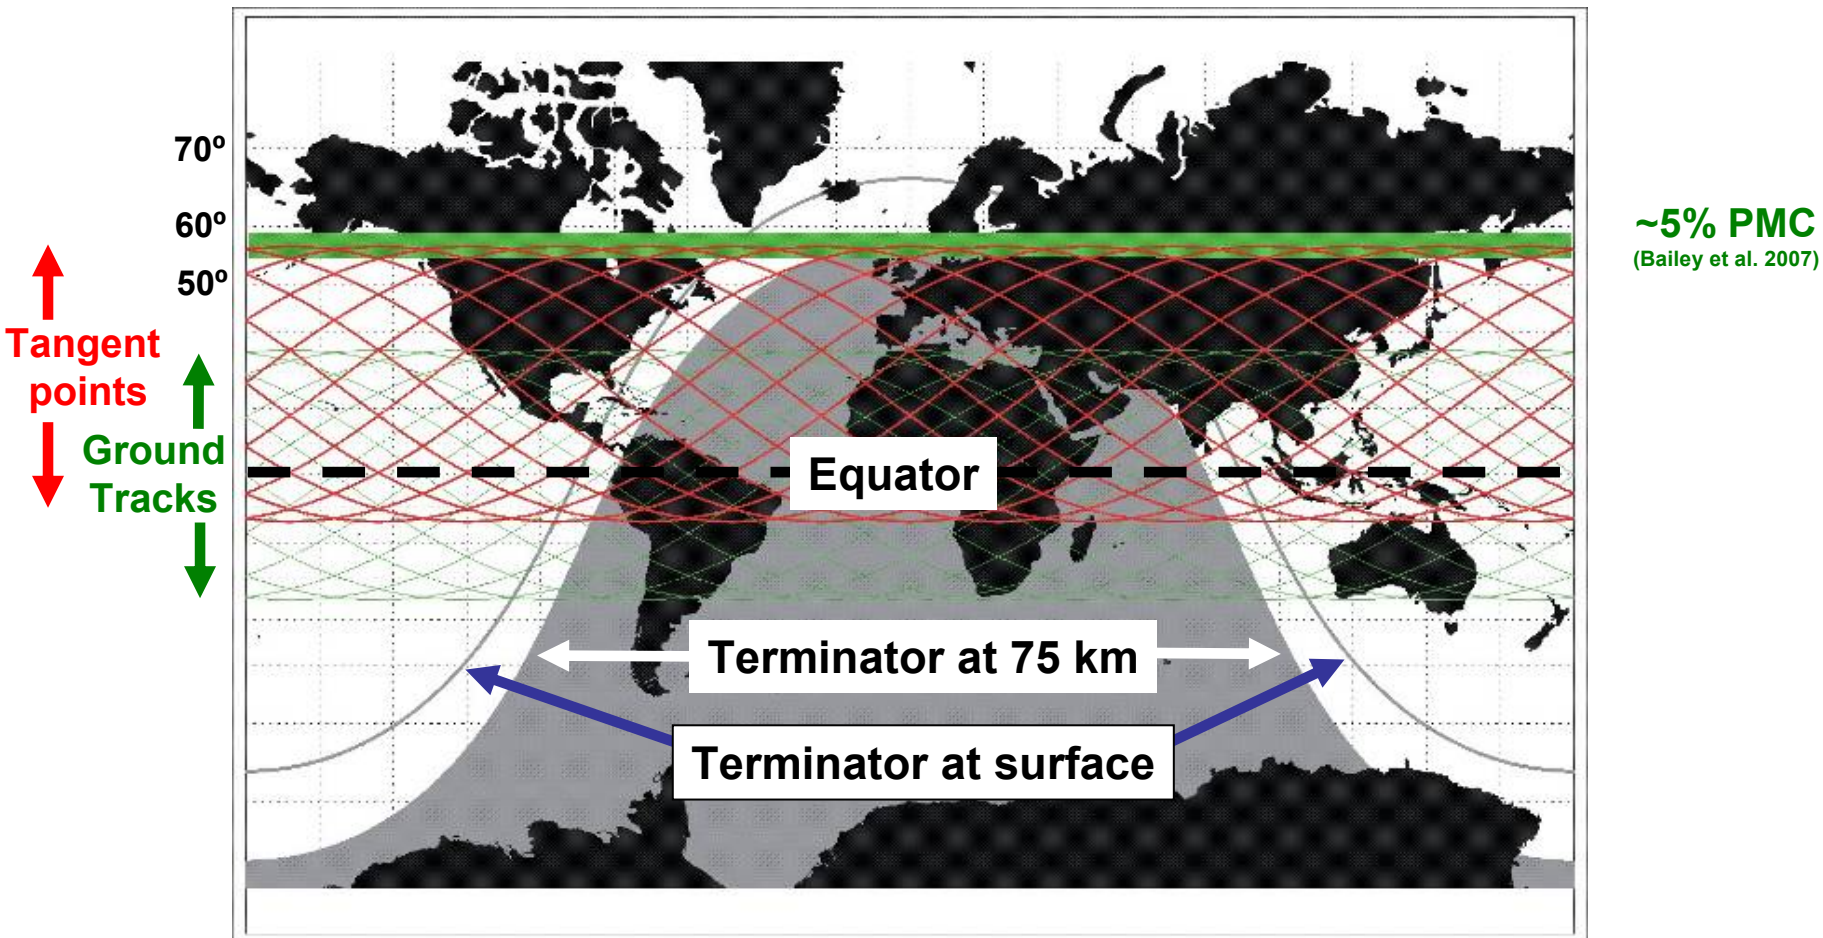 70º
60º
50º
~5% PMC
(Bailey et al. 2007)
Tangent
points
Ground
Tracks
Equator
Terminator at 75 km
Terminator at surface